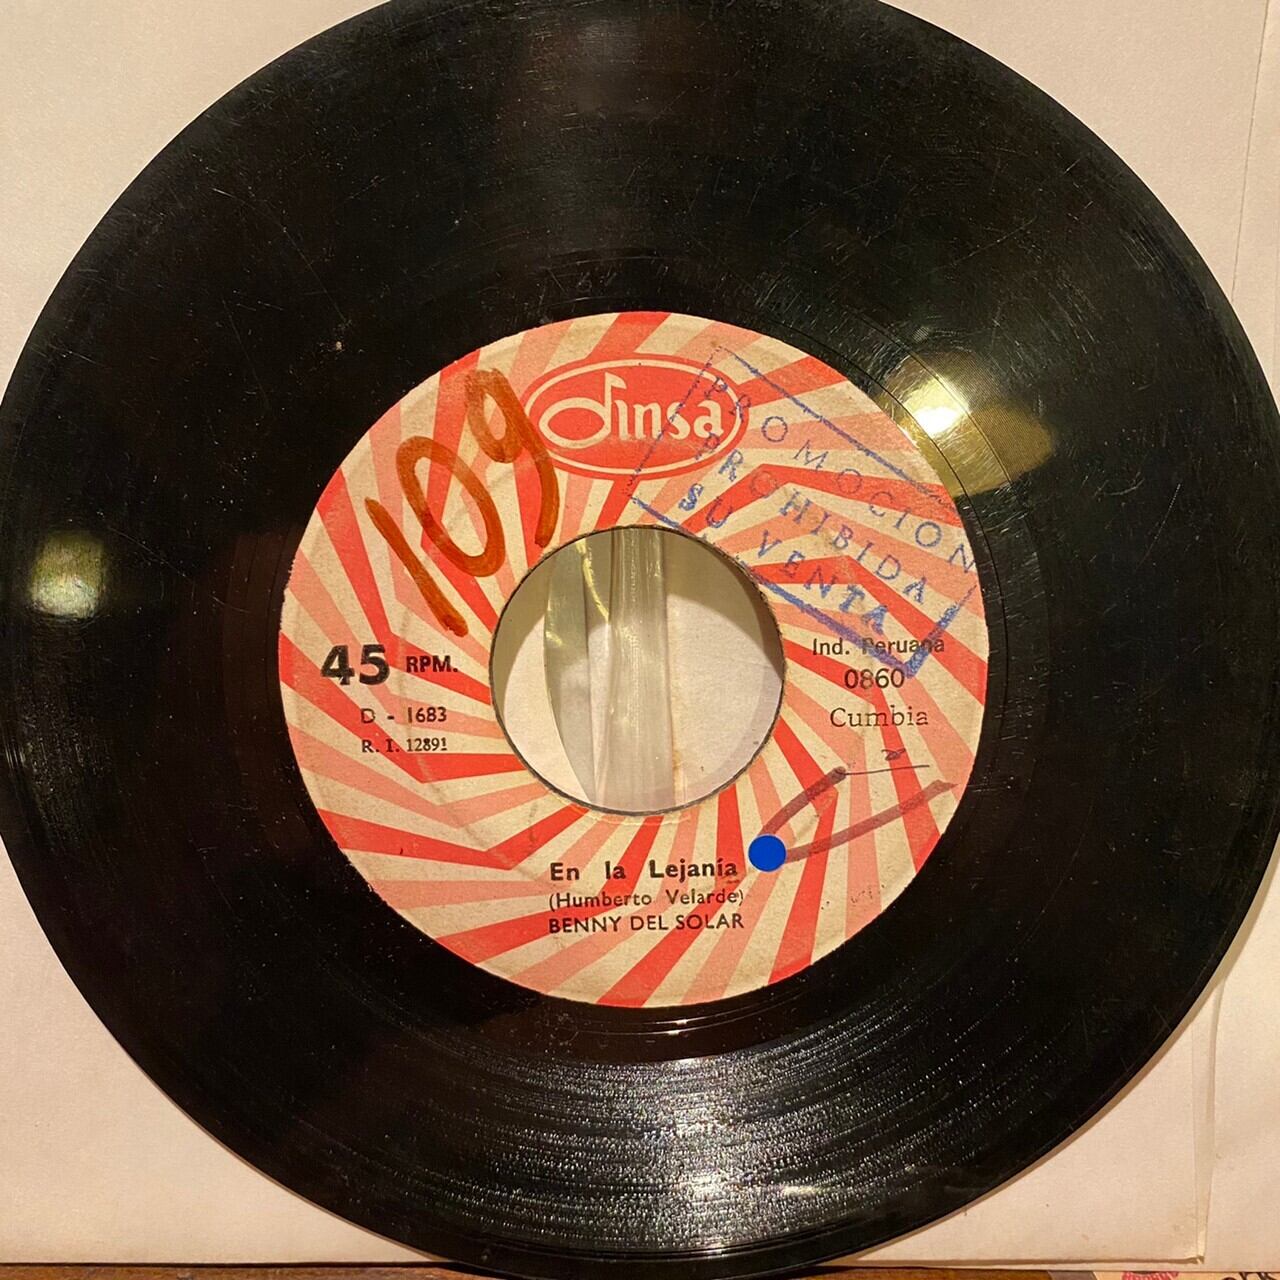 109
dinsa
PROMOCION
PROHIBIDA
SU VENTA
45 RPM.
D - 1683
R. I. 12891
Ind. Peruana
0860
Cumbia
En la Lejanía
(Humberto Velarde)
BENNY DEL SOLAR